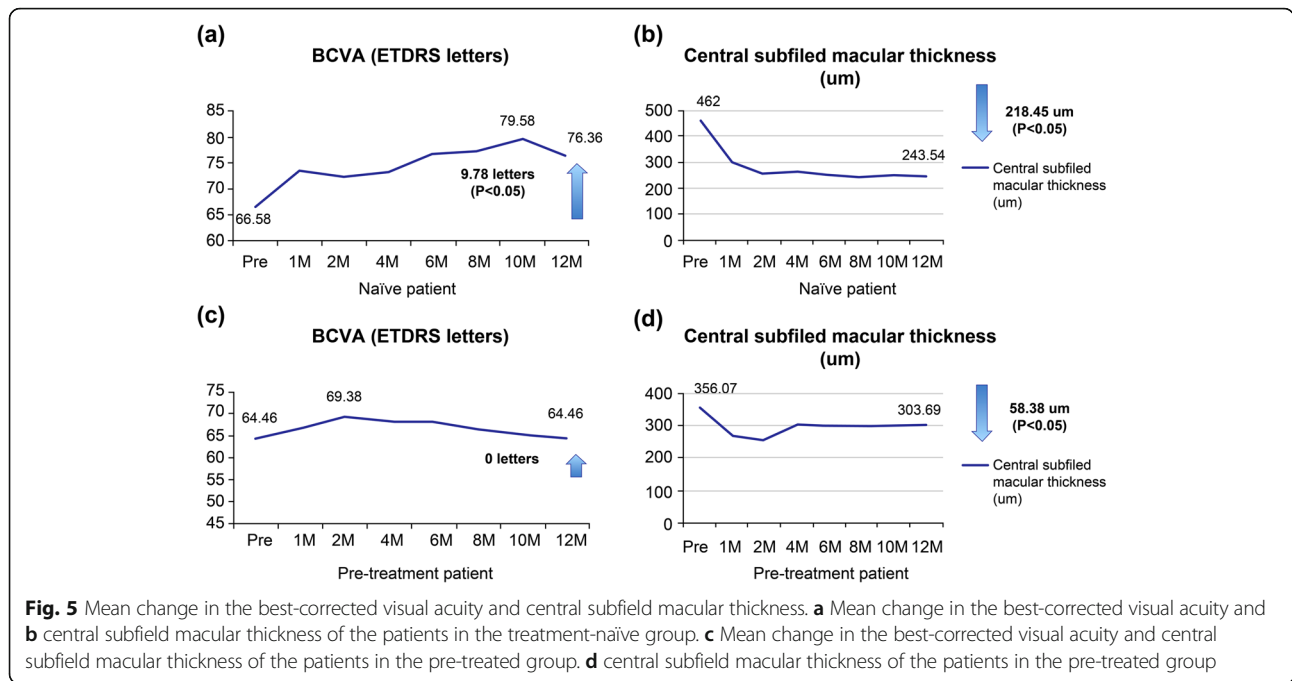 (a)
BCVA (ETDRS letters)
85
80
75
70
65
60
66.58
79.58
76.36
9.78 letters
(P<0.05)
Pre 1M 2M 4M 6M 8M 10M 12M
Naïve patient
(b)
Central subfiled macular thickness
(um)
500
400
300
200
100
0
462
243.54
Pre 1M 2M 4M 6M 8M 10M 12M
Naïve patient
218.45 um
(P<0.05)
Central subfiled
macular thickness
(um)
(c)
BCVA (ETDRS letters)
75
70
65
60
55
50
45
64.46
69.38
64.46
0 letters
Pre 1M 2M 4M 6M 8M 10M 12M
Pre-treatment patient
(d)
Central subfiled macular thickness
(um)
400
300
200
100
0
356.07
303.69
Pre 1M 2M 4M 6M 8M 10M 12M
Pre-treatment patient
58.38 um
(P<0.05)
Central subfiled
macular thickness
(um)
Fig. 5 Mean change in the best-corrected visual acuity and central subfield macular thickness. a Mean change in the best-corrected visual acuity and
b central subfield macular thickness of the patients in the treatment-naïve group. c Mean change in the best-corrected visual acuity and central
subfield macular thickness of the patients in the pre-treated group. d central subfield macular thickness of the patients in the pre-treated group